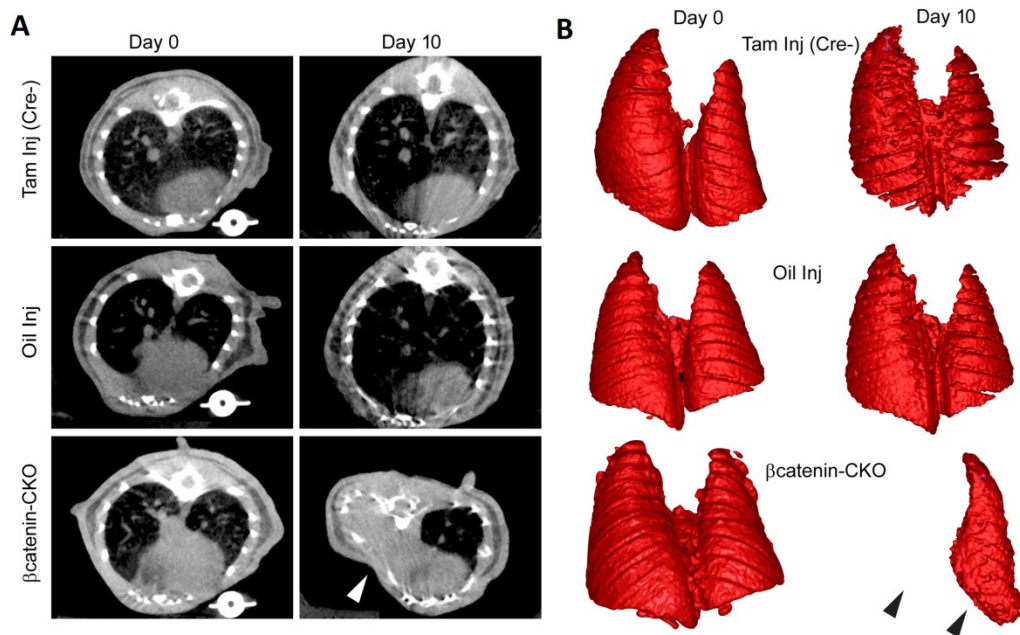 A
Day 0
Day 10
Tam Inj (Cre-)
Oil Inj
βcatenin-CKO
B
Day 0
Day 10
Tam Inj (Cre-)
Oil Inj
βcatenin-CKO